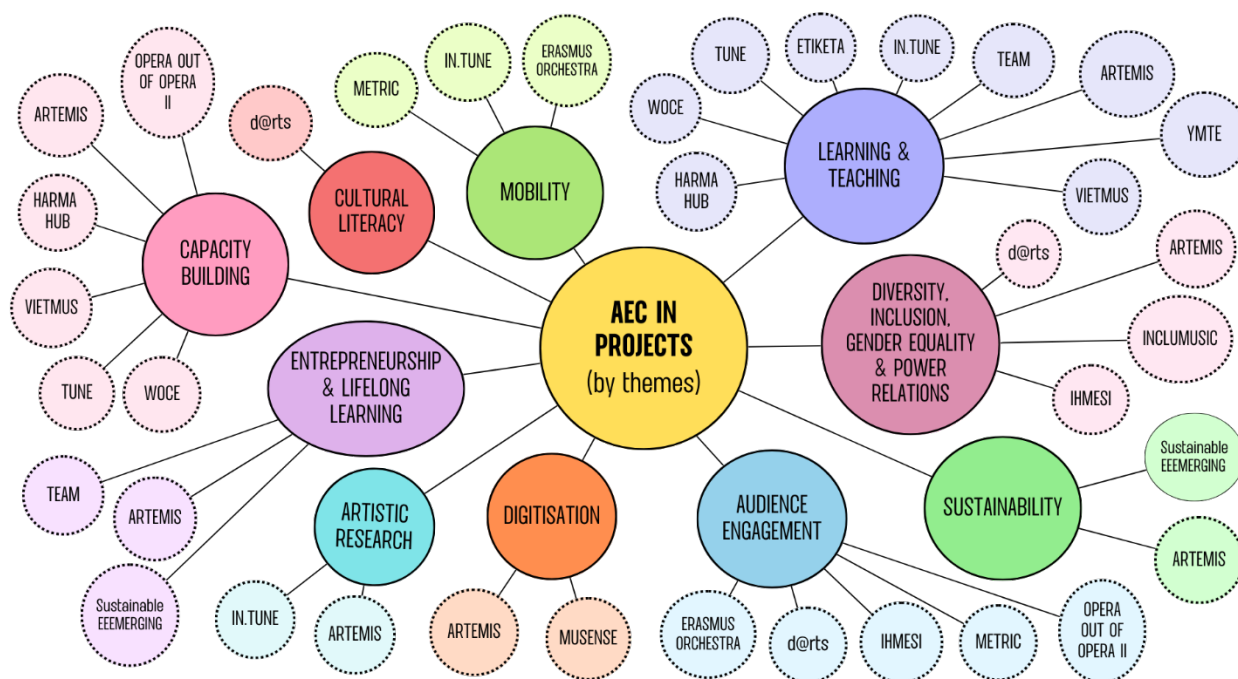 AEC IN
PROJECTS
(by themes)
CAPACITY
BUILDING
ARTEMIS
OPERA OUT
OF OPERA
II
HARMA
HUB
VIETMUS
TUNE
WOCE
CULTURAL
LITERACY
d@rts
MOBILITY
METRIC
IN.TUNE
ERASMUS
ORCHESTRA
LEARNING &
TEACHING
HARMA
HUB
WOCE
TUNE
ETIKETA
IN.TUNE
TEAM
ARTEMIS
YMTE
VIETMUS
DIVERSITY,
INCLUSION,
GENDER EQUALITY
& POWER
RELATIONS
d@rts
ARTEMIS
INCLUMUSIC
IHMESI
SUSTAINABILITY
Sustainable
EEEMERGING
ARTEMIS
AUDIENCE
ENGAGEMENT
ERASMUS
ORCHESTRA
d@rts
IHMESI
METRIC
OPERA
OUT OF
OPERA II
DIGITISATION
ARTEMIS
MUSENSE
ARTISTIC
RESEARCH
IN.TUNE
ARTEMIS
ENTREPRENEURSHIP
& LIFELONG
LEARNING
TEAM
ARTEMIS
Sustainable
EEEMERGING